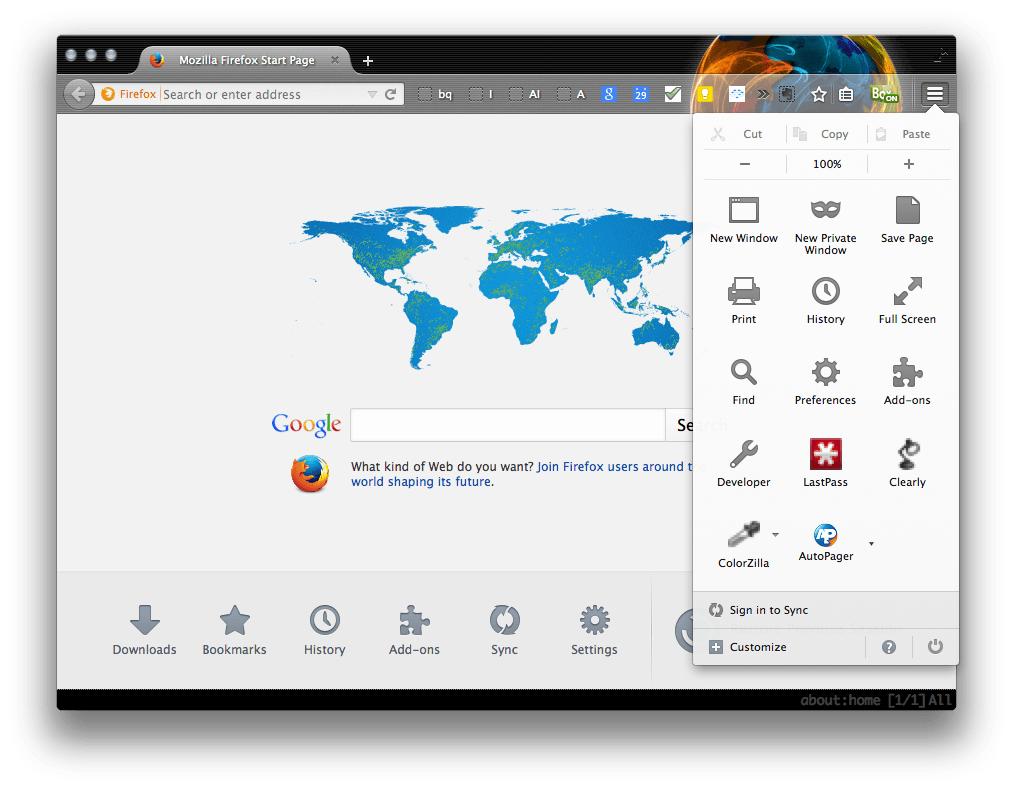 Mozilla Firefox Start Page
Firefox Search or enter address
bq
I
AI
A
8
29
ON
Cut Copy Paste
100%
New Window
New Private
Window
Save Page
Print
History
Full Screen
Find
Preferences
Add-ons
Developer
LastPass
Clearly
ColorZilla
AutoPager
Sign in to Sync
Customize
Google
Search
What kind of Web do you want? Join Firefox users around
world shaping its future.
Downloads
Bookmarks
History
Add-ons
Sync
Settings
about:home [1/1] All